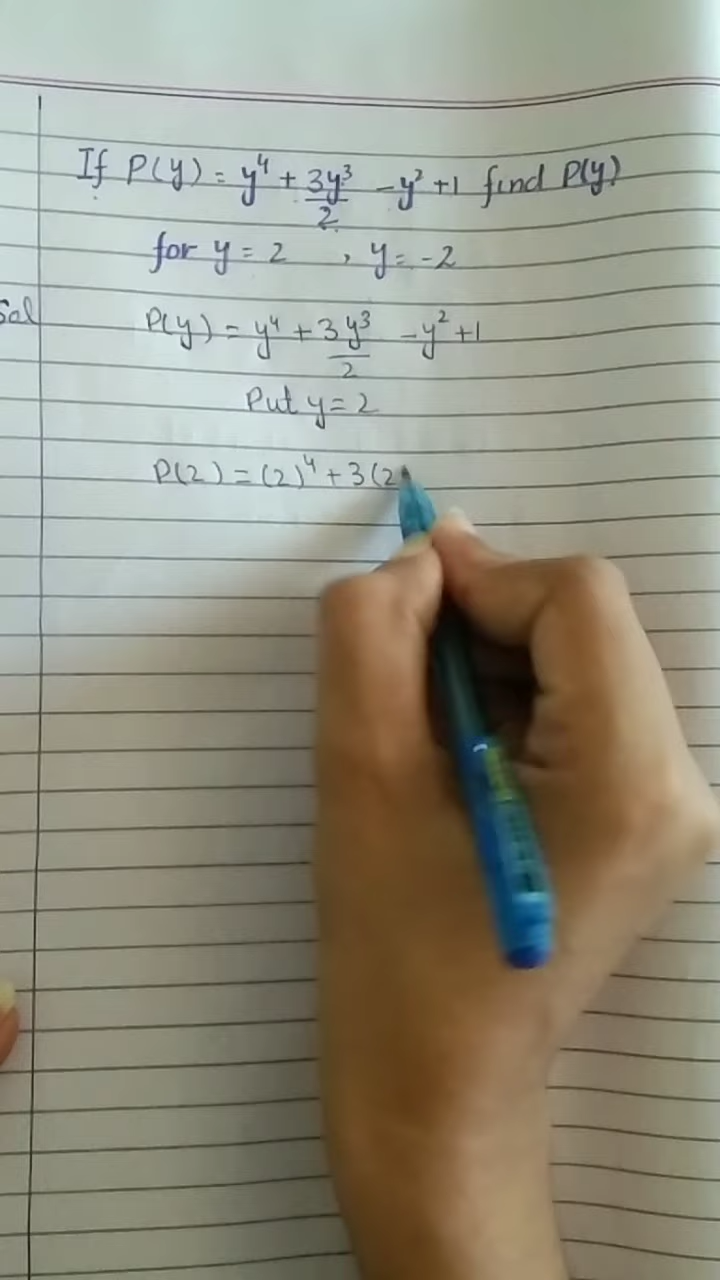 If P(y) = y⁴ + 3y³/2 - y² + 1 find P(y)
for y = 2 , y = -2
Sol P(y) = y⁴ + 3y³/2 - y² + 1
Put y = 2
P(2) = (2)⁴ + 3(2